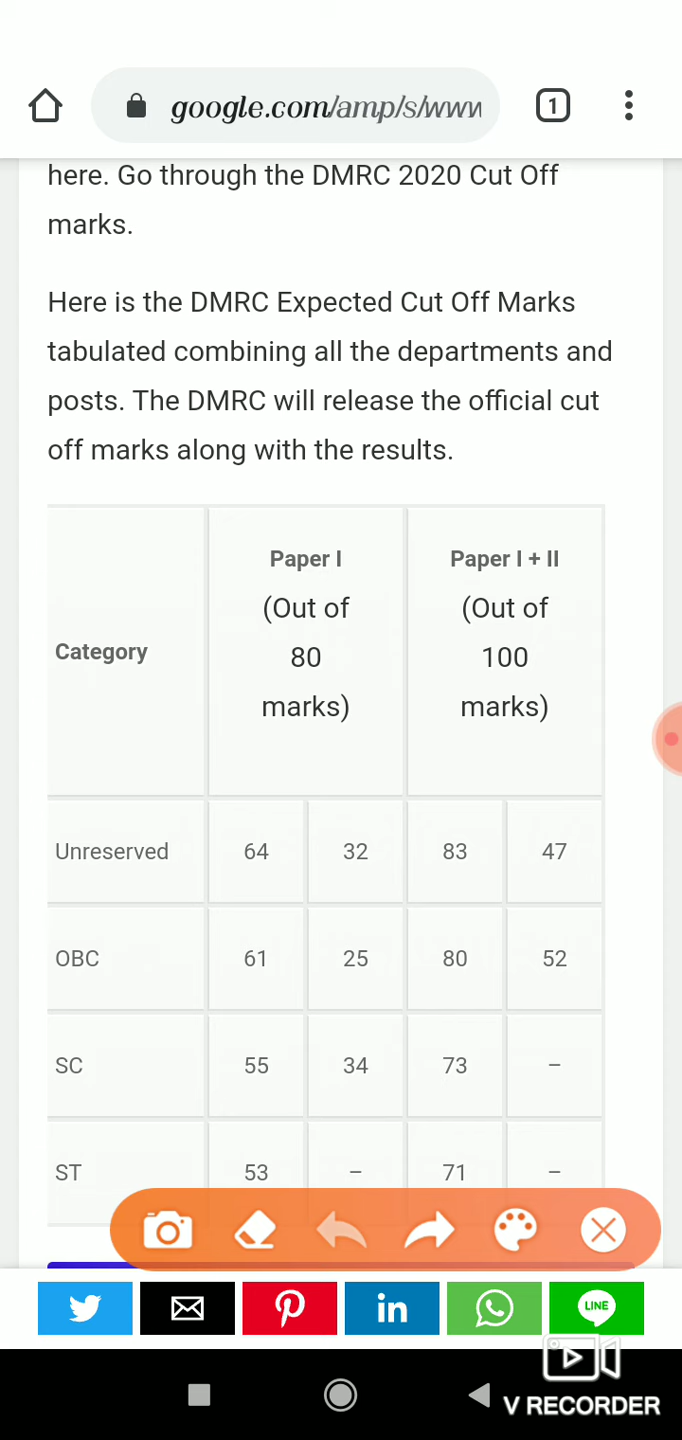 google.com/amp/s/www
1
here. Go through the DMRC 2020 Cut Off
marks.
Here is the DMRC Expected Cut Off Marks
tabulated combining all the departments and
posts. The DMRC will release the official cut
off marks along with the results.
Category
Paper I
(Out of
80
marks)
Paper I + II
(Out of
100
marks)
Unreserved 64 32 83 47
OBC 61 25 80 52
SC 55 34 73 –
ST 53 – 71 –
in
LINE
V RECORDER